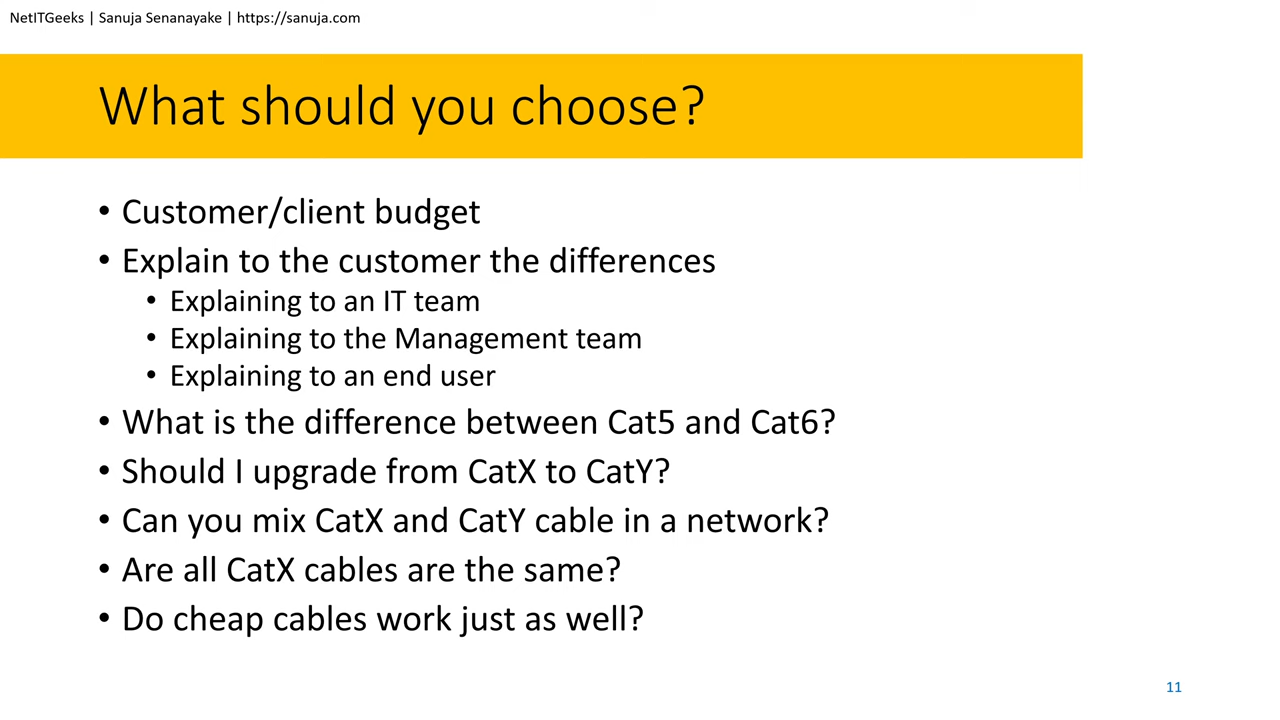 NetITGeeks | Sanuja Senanayake | https://sanuja.com
What should you choose?
• Customer/client budget
• Explain to the customer the differences
• Explaining to an IT team
• Explaining to the Management team
• Explaining to an end user
• What is the difference between Cat5 and Cat6?
• Should I upgrade from CatX to CatY?
• Can you mix CatX and CatY cable in a network?
• Are all CatX cables are the same?
• Do cheap cables work just as well?
11